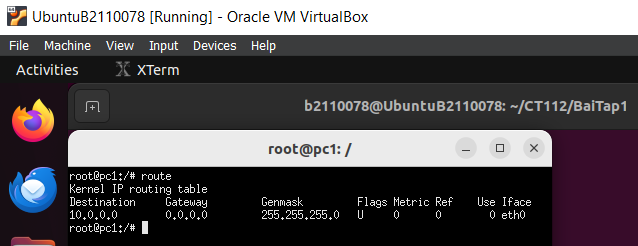 UbuntuB2110078 [Running] - Oracle VM VirtualBox
File Machine View Input Devices Help
Activities XTerm
b2110078@UbuntuB2110078: ~/CT112/BaiTap1
root@pc1: /
root@pc1:/# route
Kernel IP routing table
Destination Gateway Genmask Flags Metric Ref Use Iface
10.0.0.0 0.0.0.0 255.255.255.0 U 0 0 0 eth0
root@pc1:/#